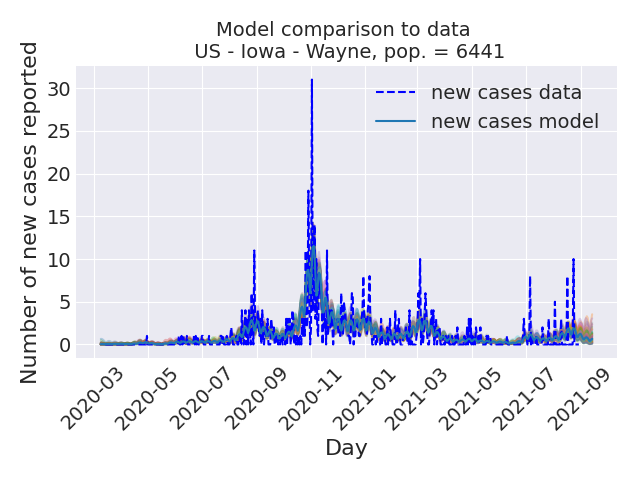 Model comparison to data
US - Iowa - Wayne, pop. = 6441
Number of new cases reported
30
25
20
15
10
5
0
new cases data
new cases model
2020-03
2020-05
2020-07
2020-09
2020-11
2021-01
2021-03
2021-05
2021-07
2021-09
Day